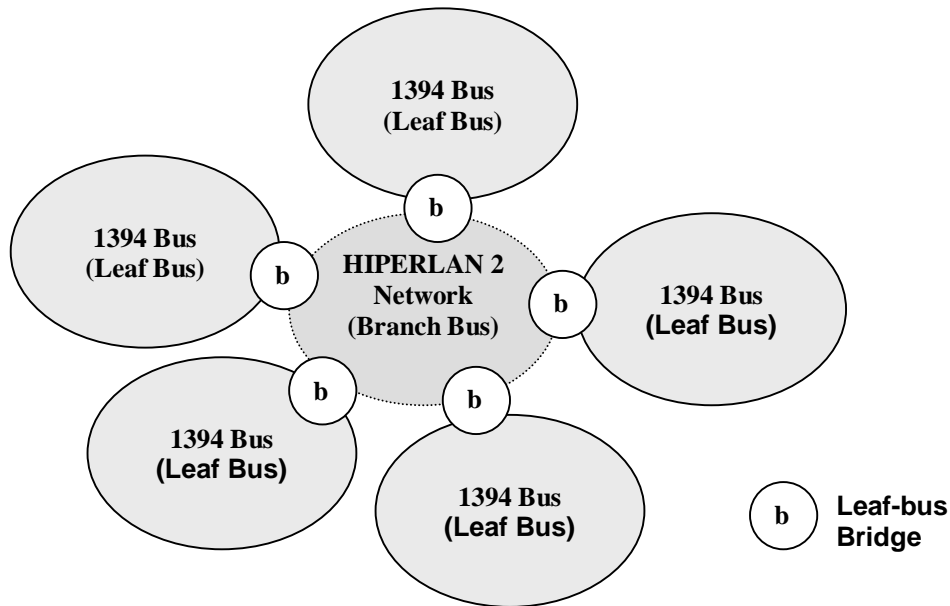 1394 Bus
(Leaf Bus)
b
1394 Bus
(Leaf Bus)
b
HIPERLAN 2
Network
(Branch Bus)
b
1394 Bus
(Leaf Bus)
b
1394 Bus
(Leaf Bus)
b
1394 Bus
(Leaf Bus)
b
Leaf-bus
Bridge